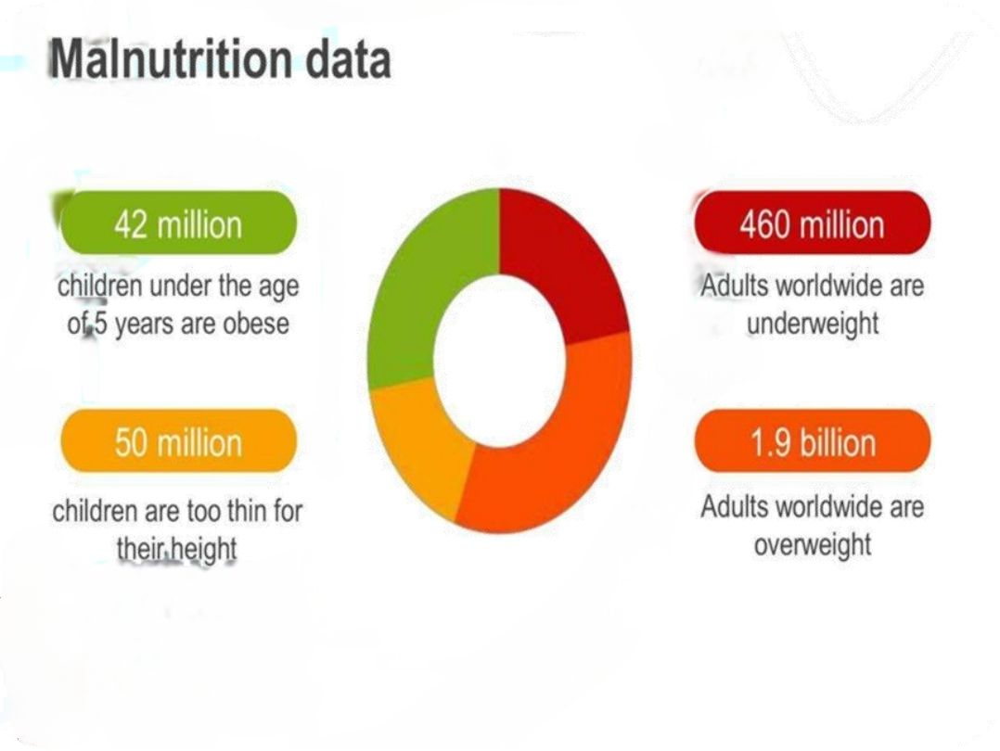 Malnutrition data
42 million
children under the age
of 5 years are obese
50 million
children are too thin for
their height
460 million
Adults worldwide are
underweight
1.9 billion
Adults worldwide are
overweight